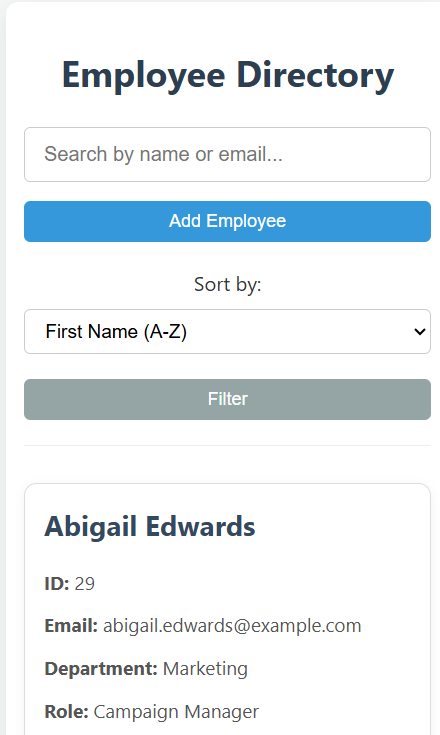 Employee Directory
Search by name or email...
Add Employee
Sort by:
First Name (A-Z)
Filter
Abigail Edwards
ID: 29
Email: abigail.edwards@example.com
Department: Marketing
Role: Campaign Manager